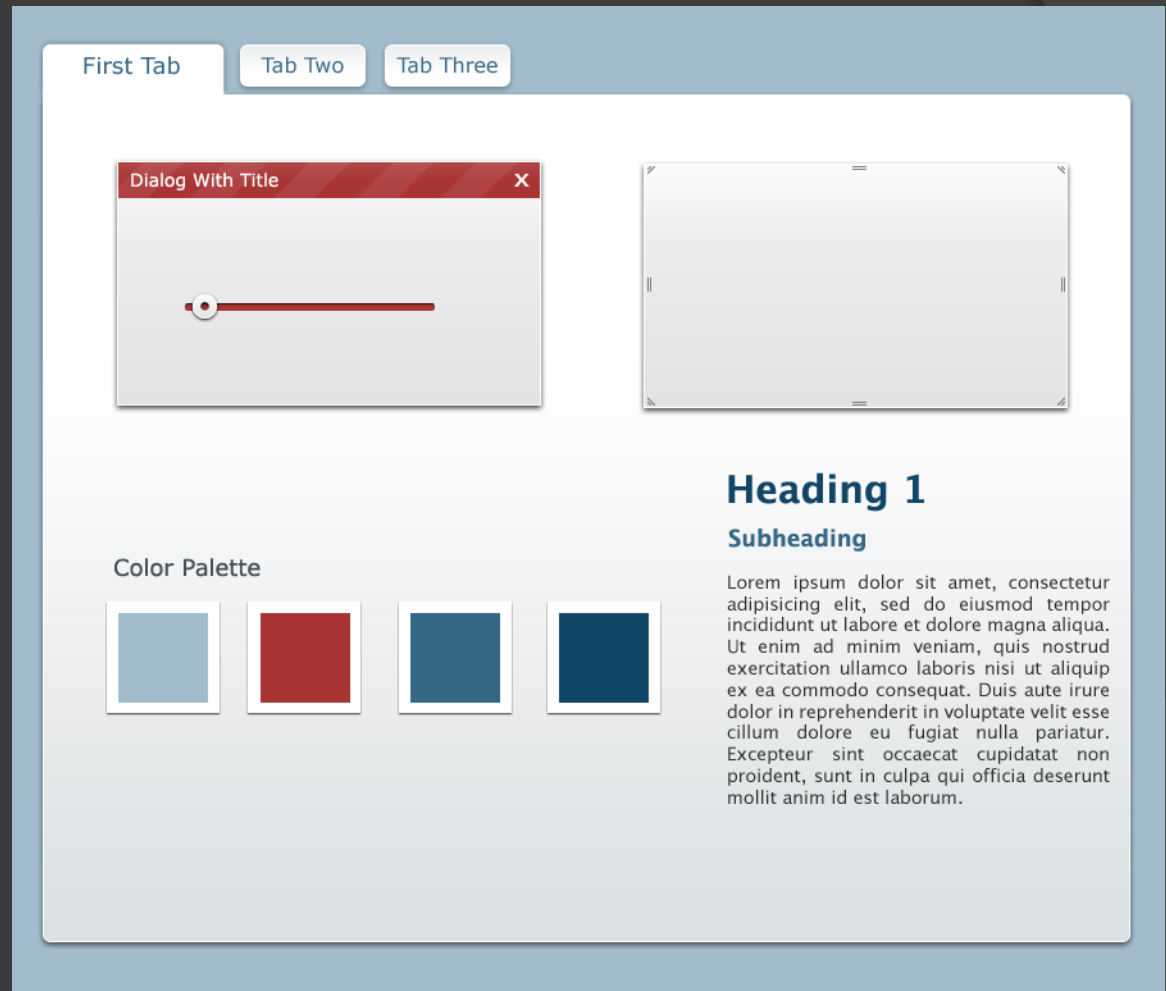 First Tab
Tab Two
Tab Three
Dialog With Title
X
Heading 1
Subheading
Color Palette
Lorem ipsum dolor sit amet, consectetur
adipisicing elit, sed do eiusmod tempor
incididunt ut labore et dolore magna aliqua.
Ut enim ad minim veniam, quis nostrud
exercitation ullamco laboris nisi ut aliquip
ex ea commodo consequat. Duis aute irure
dolor in reprehenderit in voluptate velit esse
cillum dolore eu fugiat nulla pariatur.
Excepteur sint occaecat cupidatat non
proident, sunt in culpa qui officia deserunt
mollit anim id est laborum.